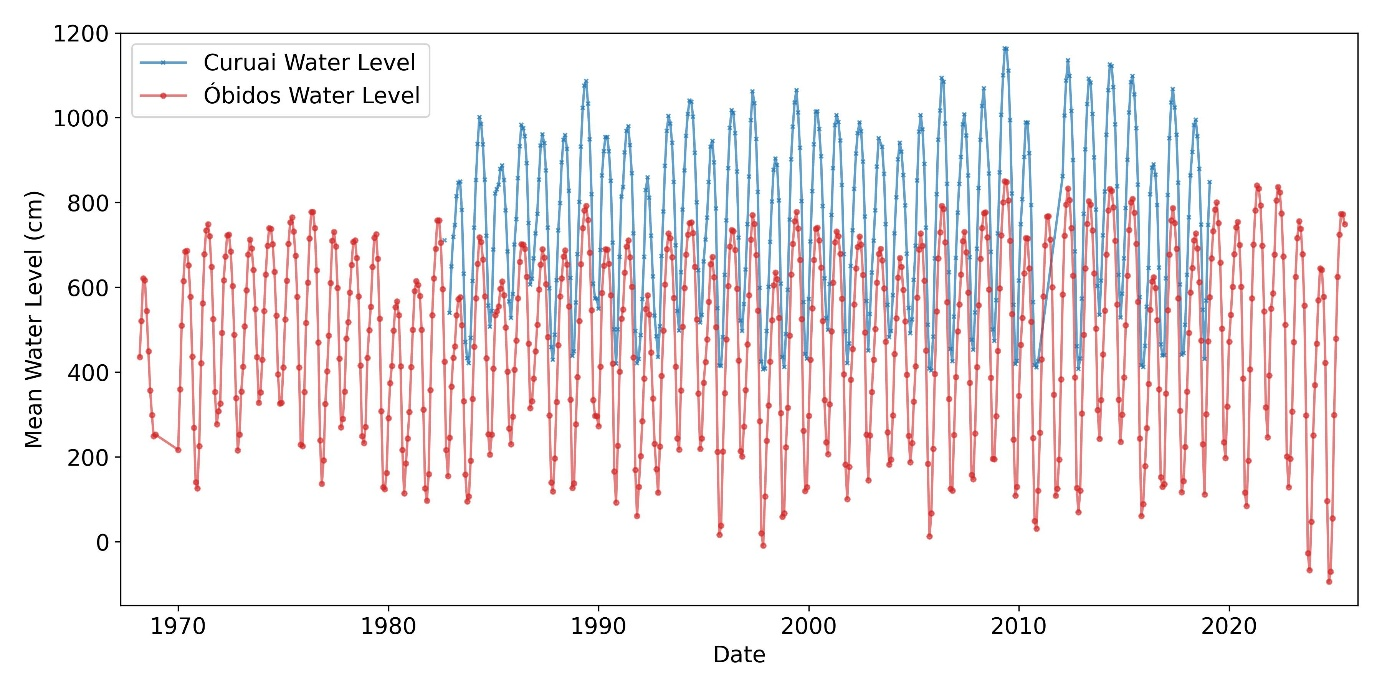 Curuai Water Level
Óbidos Water Level
Mean Water Level (cm)
1200
1000
800
600
400
200
0
1970 1980 1990 2000 2010 2020
Date